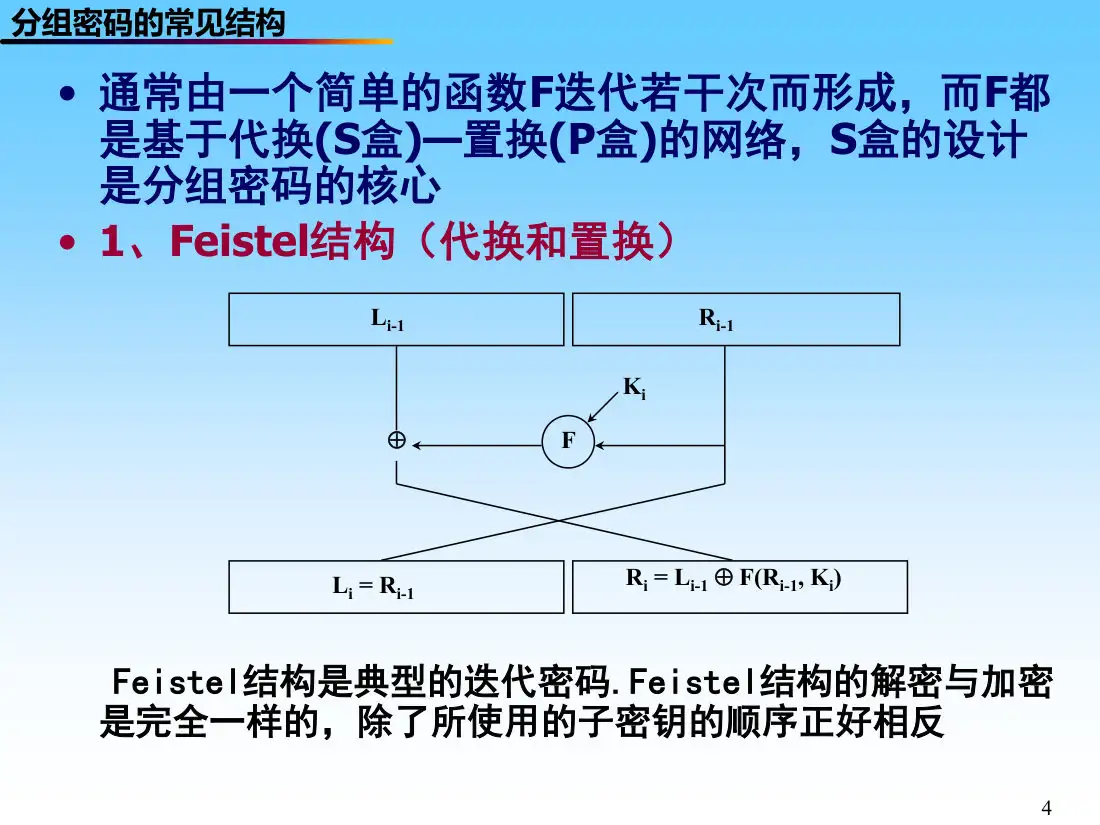 分组密码的常见结构
• 通常由一个简单的函数F迭代若干次而形成，而F都
是基于代换(S盒)—置换(P盒)的网络，S盒的设计
是分组密码的核心
• 1、Feistel结构（代换和置换）
Li-1 Ri-1
Ki
⊕ F
Li = Ri-1 Ri = Li-1 ⊕ F(Ri-1, Ki)
Feistel结构是典型的迭代密码.Feistel结构的解密与加密
是完全一样的，除了所使用的子密钥的顺序正好相反
4